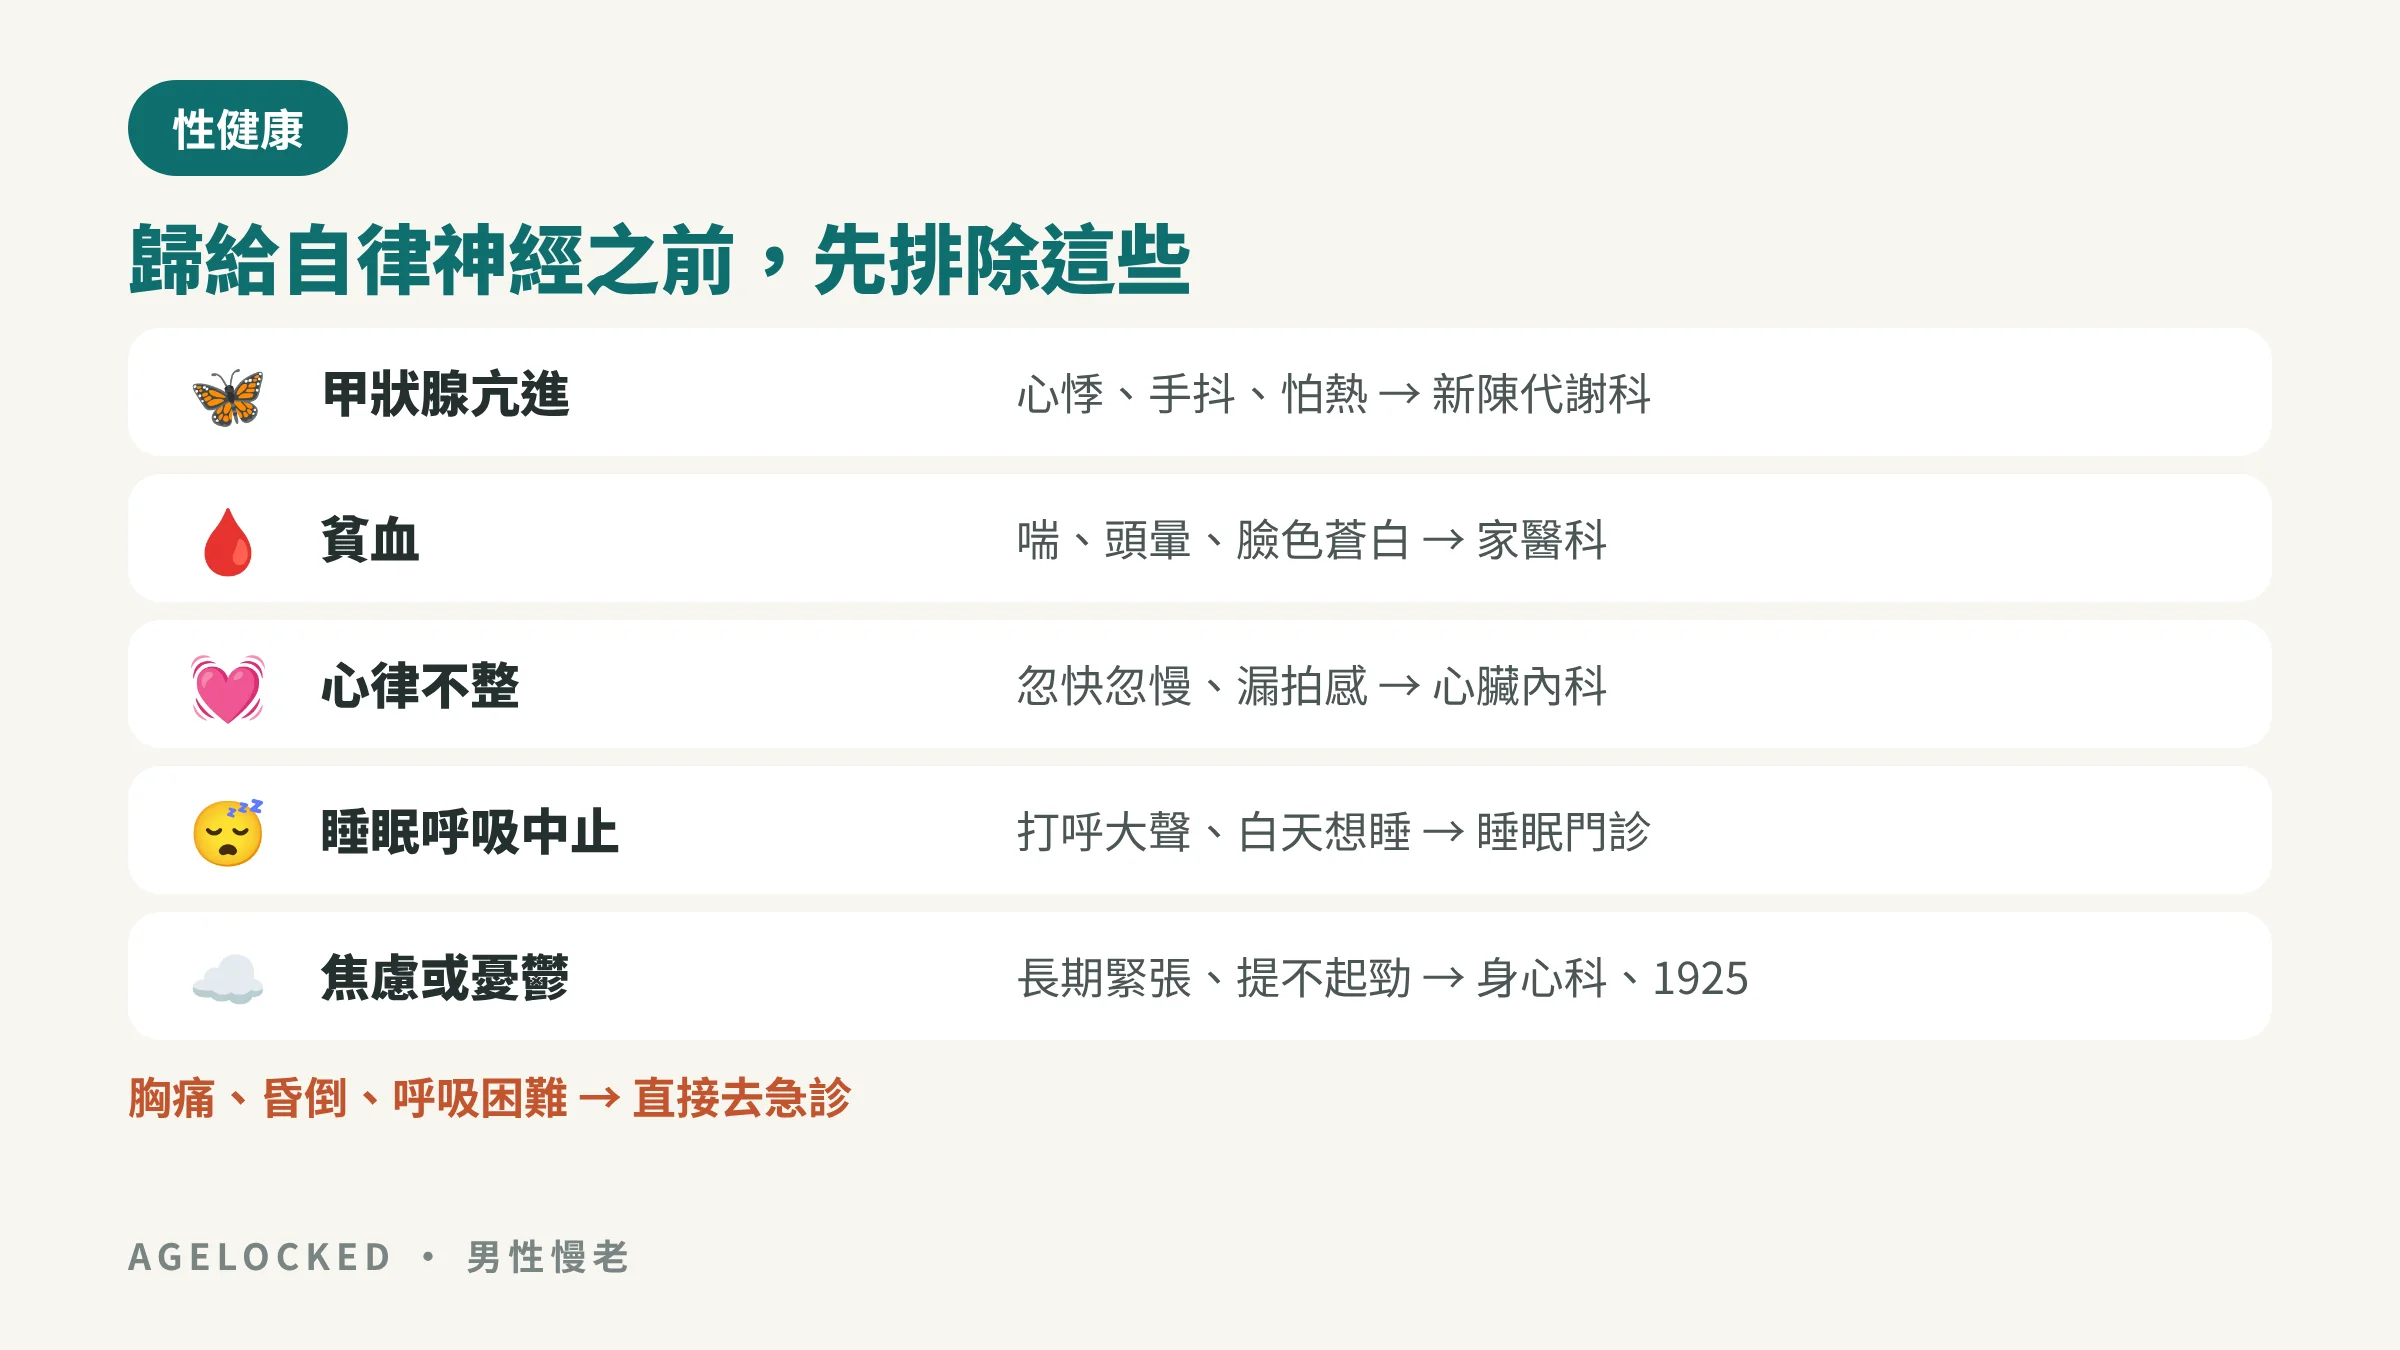 性健康
歸給自律神經之前，先排除這些
甲狀腺亢進
心悸、手抖、怕熱 → 新陳代謝科
貧血
喘、頭暈、臉色蒼白 → 家醫科
心律不整
忽快忽慢、漏拍感 → 心臟內科
睡眠呼吸中止
打呼大聲、白天想睡 → 睡眠門診
焦慮或憂鬱
長期緊張、提不起勁 → 身心科、1925
胸痛、昏倒、呼吸困難 → 直接去急診
AGELOCKED · 男性慢老